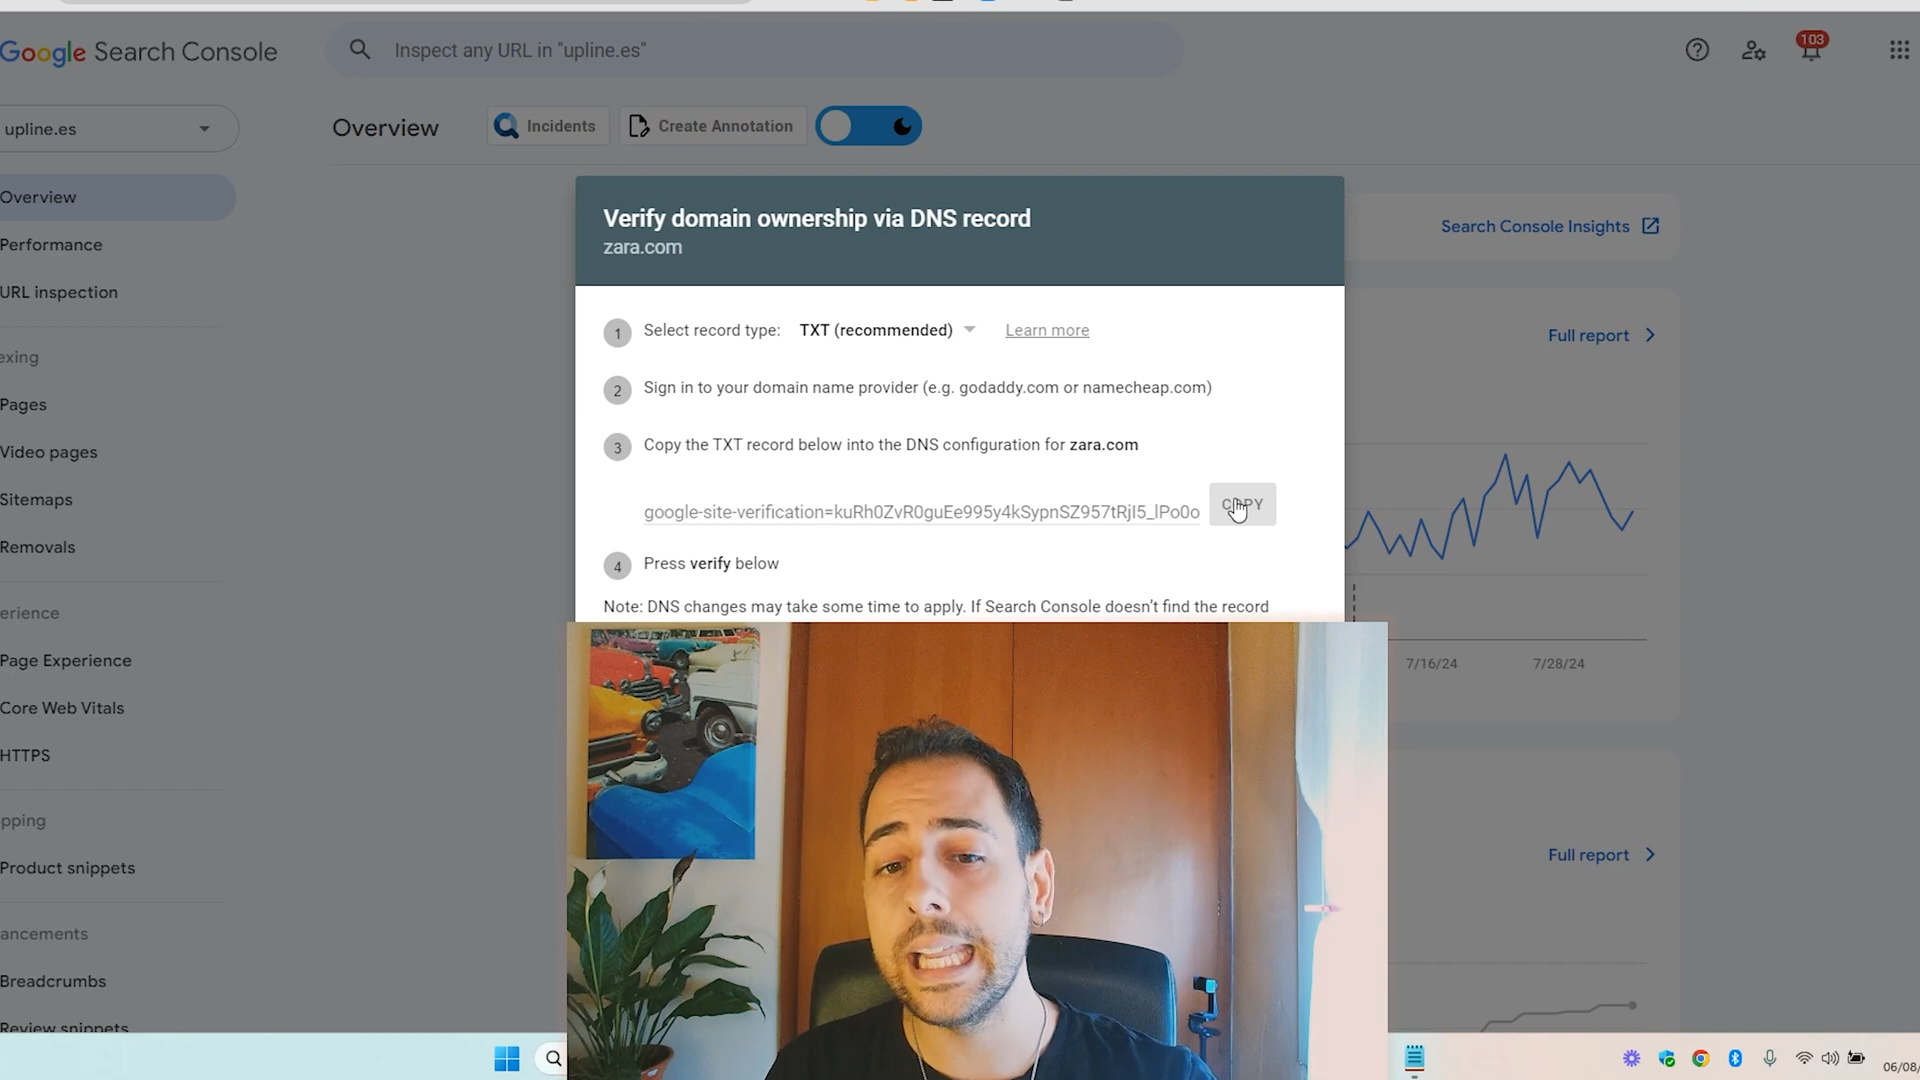 Google Search Console
Inspect any URL in "upline.es"
103
upline.es
Overview
Incidents
Create Annotation
Overview
Performance
URL inspection
exing
Pages
Video pages
Sitemaps
Removals
erience
Page Experience
Core Web Vitals
HTTPS
pping
Product snippets
ancements
Breadcrumbs
Review snippets
Verify domain ownership via DNS record
zara.com
1 Select record type: TXT (recommended) Learn more
2 Sign in to your domain name provider (e.g. godaddy.com or namecheap.com)
3 Copy the TXT record below into the DNS configuration for zara.com
google-site-verification=kuRh0ZvR0guEe995y4kSypnSZ957tRjI5_lPo0o
COPY
4 Press verify below
Note: DNS changes may take some time to apply. If Search Console doesn't find the record
Search Console Insights
Full report
7/16/24 7/28/24
Full report
06/08/